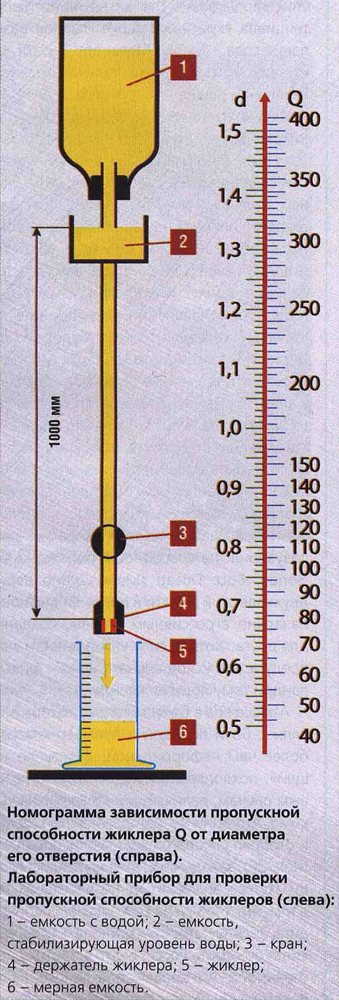 1
2
1000 мм
3
4
5
6
d
Q
1,5
1,4
1,3
1,2
1,1
1,0
0,9
0,8
0,7
0,6
0,5
400
350
300
250
200
150
140
130
120
110
100
90
80
70
60
50
40
Номограмма зависимости пропускной
способности жиклера Q от диаметра
его отверстия (справа).
Лабораторный прибор для проверки
пропускной способности жиклеров (слева):
1 – емкость с водой; 2 – емкость,
стабилизирующая уровень воды; 3 – кран;
4 – держатель жиклера; 5 – жиклер;
6 – мерная емкость.